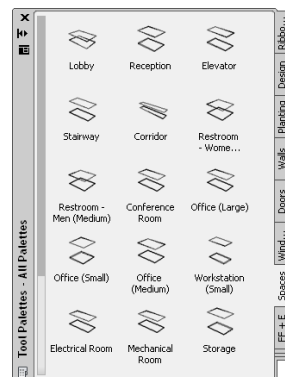 Lobby
Reception
Elevator
Stairway
Corridor
Restroom
- Wome...
Restroom -
Men (Medium)
Conference
Room
Office (Large)
Office (Small)
Office
(Medium)
Workstation
(Small)
Electrical Room
Mechanical
Room
Storage
Tool Palettes - All Palettes
Ribbo...
Design
Planting
Walls
Doors
Wind...
Spaces
FF + E